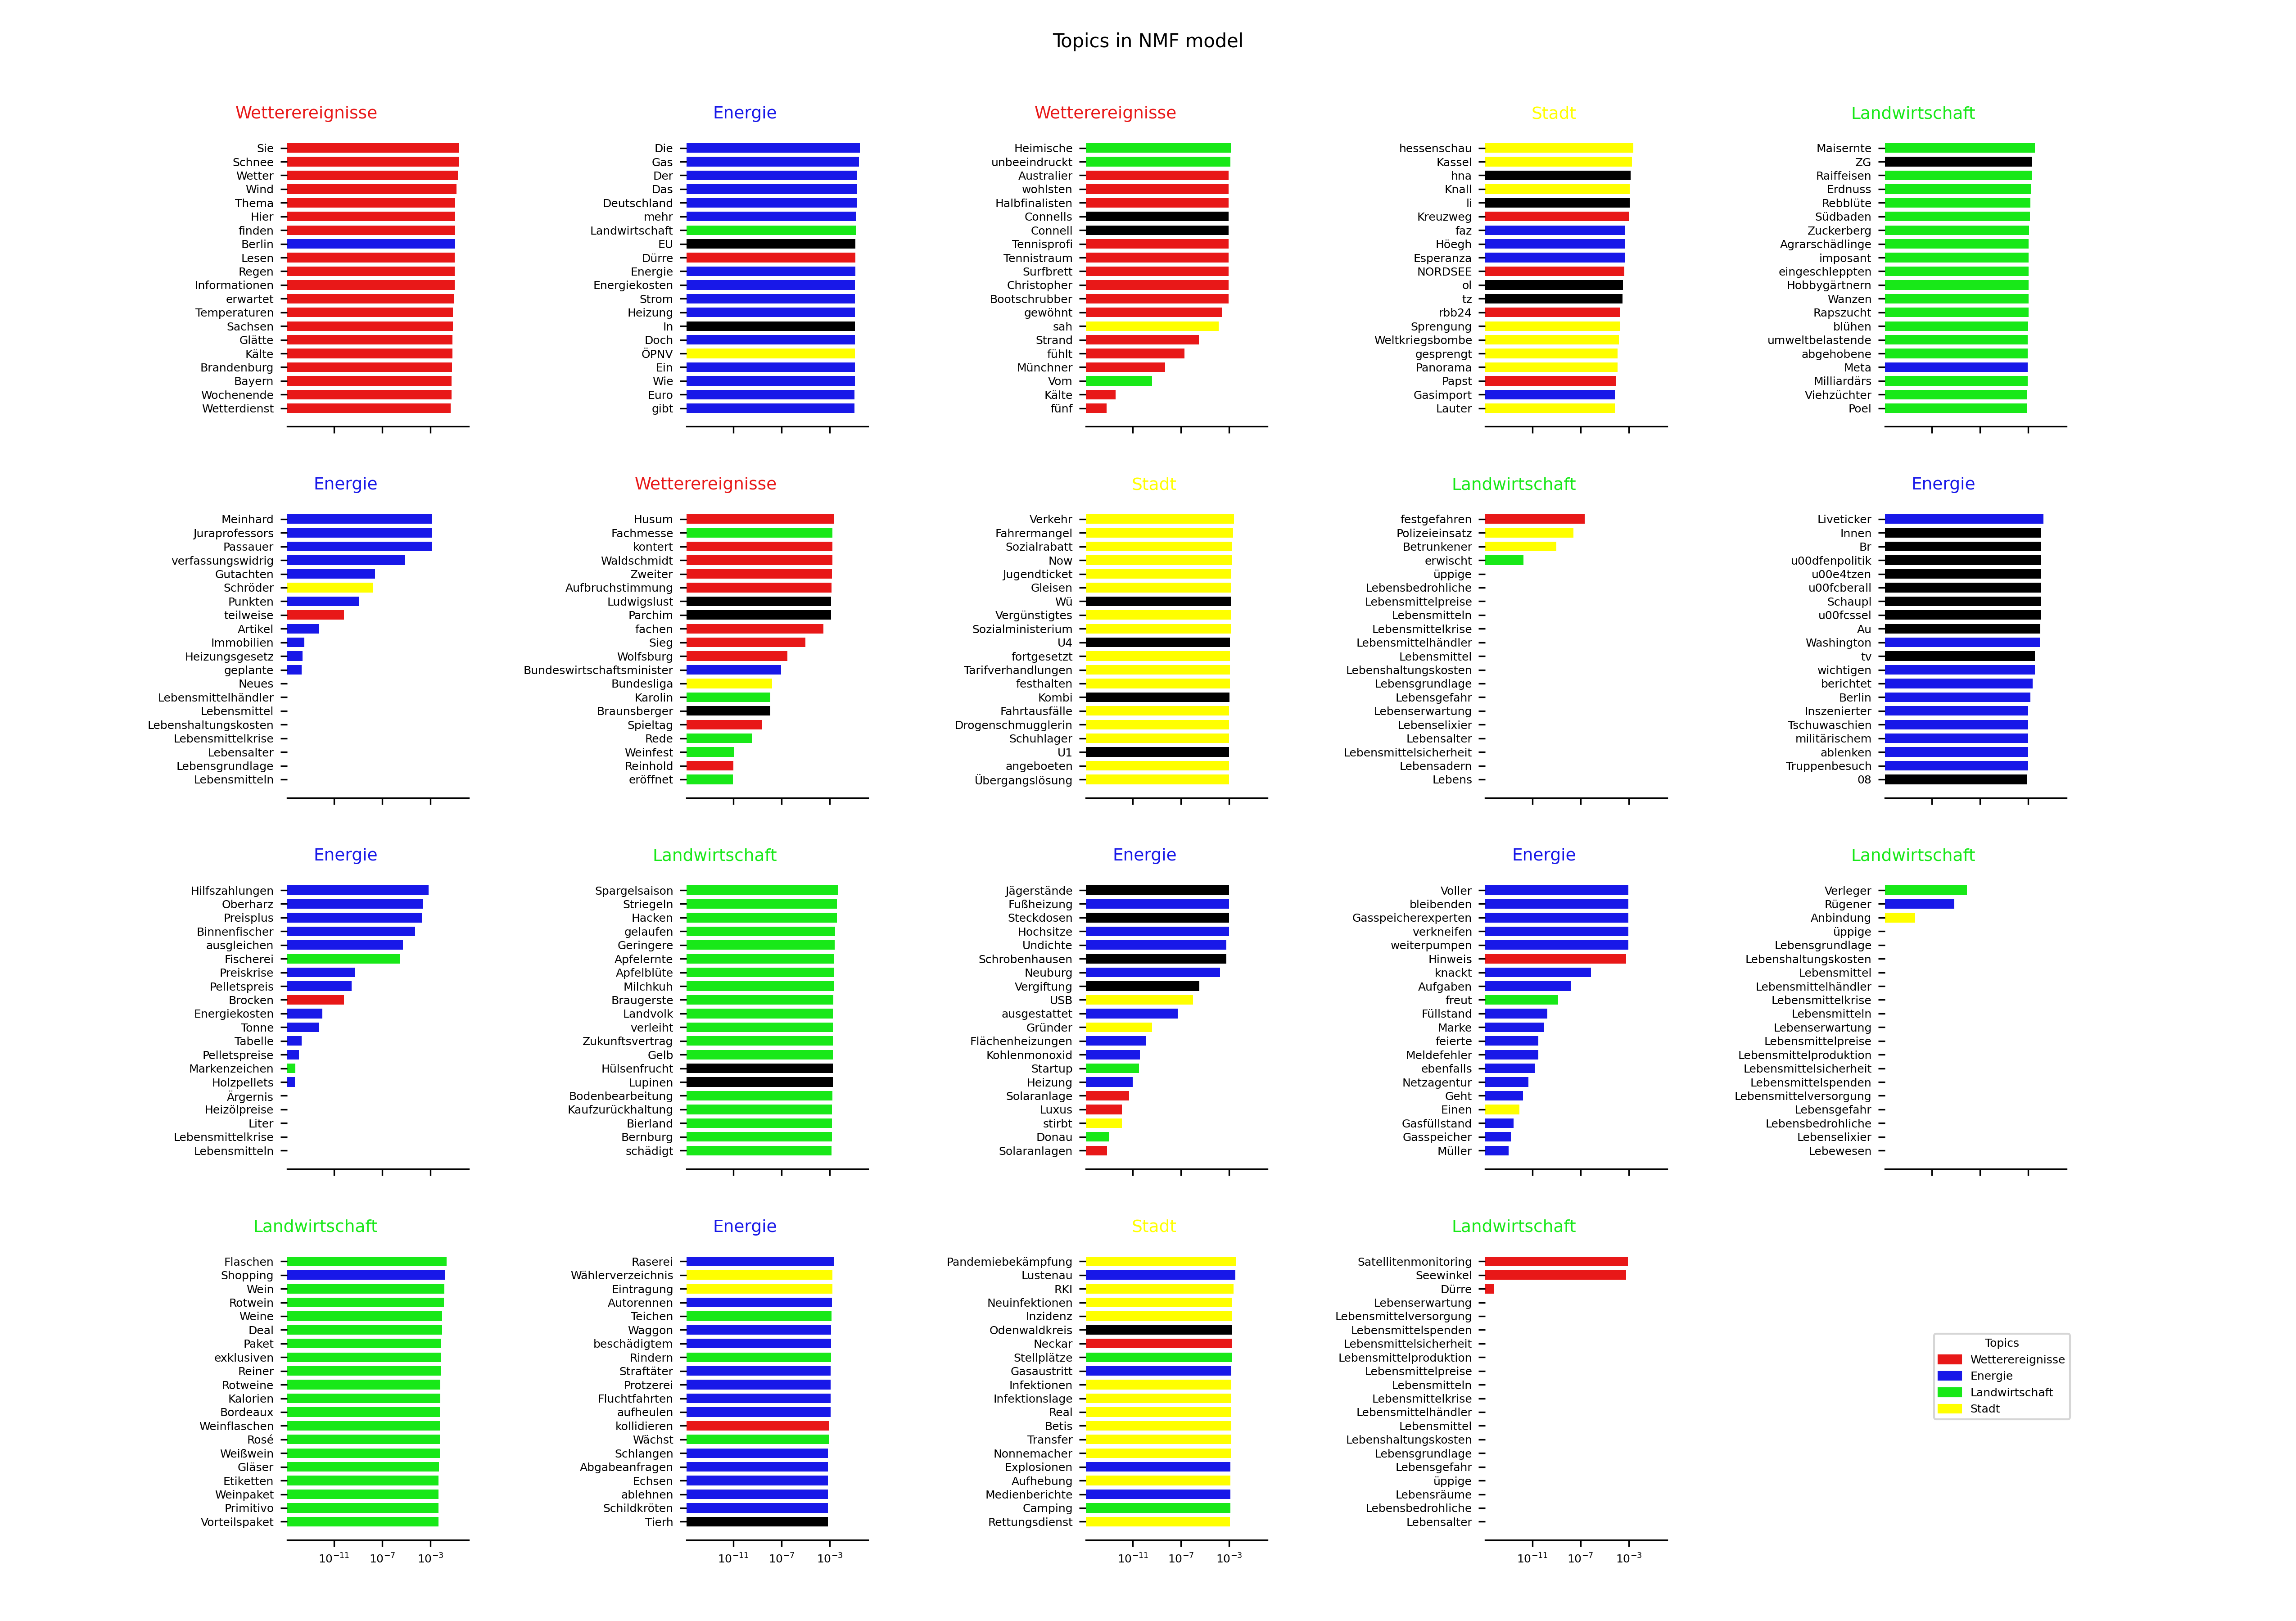 Topics in NMF model
Wetterereignisse
Sie
Schnee
Wetter
Wind
Thema
Hier
finden
Berlin
Lesen
Regen
Informationen
erwartet
Temperaturen
Sachsen
Glätte
Kälte
Brandenburg
Bayern
Wochenende
Wetterdienst
Energie
Die
Gas
Der
Das
Deutschland
mehr
Landwirtschaft
EU
Dürre
Energie
Energiekosten
Strom
Heizung
In
Doch
ÖPNV
Ein
Wie
Euro
gibt
Wetterereignisse
Heimische
unbeeindruckt
Australier
wohlsten
Halbfinalisten
Connells
Connell
Tennisprofi
Tennistraum
Surfbrett
Christopher
Bootschrubber
gewöhnt
sah
Strand
fühlt
Münchner
Vom
Kälte
fünf
Stadt
hessenschau
Kassel
hna
Knall
li
Kreuzweg
faz
Höegh
Esperanza
NORDSEE
ol
tz
rbb24
Sprengung
Weltkriegsbombe
gesprengt
Panorama
Papst
Gasimport
Lauter
Landwirtschaft
Maisernte
ZG
Raiffeisen
Erdnuss
Rebblüte
Südbaden
Zuckerberg
Agrarschädlinge
imposant
eingeschleppten
Hobbygärtnern
Wanzen
Rapszucht
blühen
umweltbelastende
abgehobene
Meta
Milliardärs
Viehzüchter
Poel
Energie
Meinhard
Juraprofessors
Passauer
verfassungswidrig
Gutachten
Schröder
Punkten
teilweise
Artikel
Immobilien
Heizungsgesetz
geplante
Neues
Lebensmittelhändler
Lebensmittel
Lebenshaltungskosten
Lebensmittelkrise
Lebensalter
Lebensgrundlage
Lebensmitteln
Wetterereignisse
Husum
Fachmesse
kontert
Waldschmidt
Zweiter
Aufbruchstimmung
Ludwigslust
Parchim
fachen
Sieg
Wolfsburg
Bundeswirtschaftsminister
Bundesliga
Karolin
Braunsberger
Spieltag
Rede
Weinfest
Reinhold
eröffnet
Stadt
Verkehr
Fahrermangel
Sozialrabatt
Now
Jugendticket
Gleisen
Wü
Vergünstigtes
Sozialministerium
U4
fortgesetzt
Tarifverhandlungen
festhalten
Kombi
Fahrtausfälle
Drogenschmugglerin
Schuhlager
U1
angeboten
Übergangslösung
Landwirtschaft
festgefahren
Polizeieinsatz
Betrunkener
erwischt
üppige
Lebensbedrohliche
Lebensmittelpreise
Lebensmitteln
Lebensmittelkrise
Lebensmittelhändler
Lebensmittel
Lebenshaltungskosten
Lebensgrundlage
Lebensgefahr
Lebenserwartung
Lebenselixier
Lebensalter
Lebensmittelsicherheit
Lebensadern
Lebens
Energie
Liveticker
Innen
Br
u00dfenpolitik
u00e4tzen
u00fcberall
Schaupl
u00fcssel
Au
Washington
tv
wichtigen
berichtet
Berlin
Inszenierter
Tschuwaschien
militärischem
ablenken
Truppenbesuch
08
Energie
Hilfszahlungen
Oberharz
Preisplus
Binnenfischer
ausgleichen
Fischerei
Preiskrise
Pelletspreis
Brocken
Energiekosten
Tonne
Tabelle
Pelletspreise
Markenzeichen
Holzpellets
Ärgernis
Heizölpreise
Liter
Lebensmittelkrise
Lebensmitteln
Landwirtschaft
Spargelsaison
Striegeln
Hacken
gelaufen
Geringere
Apfelernte
Apfelblüte
Milchkuh
Braugerste
Landvolk
verleiht
Zukunftsvertrag
Gelb
Hülsenfrucht
Lupinen
Bodenbearbeitung
Kaufzurückhaltung
Bierland
Bernburg
schädigt
Energie
Jägerstände
Fußheizung
Steckdosen
Hochsitze
Undichte
Schrobenhausen
Neuburg
Vergiftung
USB
ausgestattet
Gründer
Flächenheizungen
Kohlenmonoxid
Startup
Heizung
Solaranlage
Luxus
stirbt
Donau
Solaranlagen
Energie
Voller
bleibenden
Gasspeicherexperten
verkneifen
weiterpumpen
Hinweis
knackt
Aufgaben
freut
Füllstand
Marke
feierte
Meldefehler
ebenfalls
Netzagentur
Geht
Einen
Gasfüllstand
Gasspeicher
Müller
Landwirtschaft
Verleger
Rügener
Anbindung
üppige
Lebensgrundlage
Lebenshaltungskosten
Lebensmittel
Lebensmittelhändler
Lebensmittelkrise
Lebensmitteln
Lebenserwartung
Lebensmittelpreise
Lebensmittelproduktion
Lebensmittelsicherheit
Lebensmittelspenden
Lebensmittelversorgung
Lebensgefahr
Lebensbedrohliche
Lebenselixier
Lebewesen
Landwirtschaft
Flaschen
Shopping
Wein
Rotwein
Weine
Deal
Paket
exklusiven
Reiner
Rotweine
Kalorien
Bordeaux
Weinflaschen
Rosé
Weißwein
Gläser
Etiketten
Weinpaket
Primitivo
Vorteilspaket
10⁻¹¹ 10⁻⁷ 10⁻³
Energie
Raserei
Wählerverzeichnis
Eintragung
Autorennen
Teichen
Waggon
beschädigtem
Rindern
Straftäter
Protzerei
Fluchtfahrten
aufheulen
kollidieren
Wächst
Schlangen
Abgabeanfragen
Echsen
ablehnen
Schildkröten
Tierh
10⁻¹¹ 10⁻⁷ 10⁻³
Stadt
Pandemiebekämpfung
Lustenau
RKI
Neuinfektionen
Inzidenz
Odenwaldkreis
Neckar
Stellplätze
Gasaustritt
Infektionen
Infektionslage
Real
Betis
Transfer
Nonnemacher
Explosionen
Aufhebung
Medienberichte
Camping
Rettungsdienst
10⁻¹¹ 10⁻⁷ 10⁻³
Landwirtschaft
Satellitenmonitoring
Seewinkel
Dürre
Lebenserwartung
Lebensmittelversorgung
Lebensmittelspenden
Lebensmittelsicherheit
Lebensmittelproduktion
Lebensmittelpreise
Lebensmitteln
Lebensmittelkrise
Lebensmittelhändler
Lebensmittel
Lebenshaltungskosten
Lebensgrundlage
Lebensgefahr
üppige
Lebensräume
Lebensbedrohliche
Lebensalter
10⁻¹¹ 10⁻⁷ 10⁻³
Topics
Wetterereignisse
Energie
Landwirtschaft
Stadt